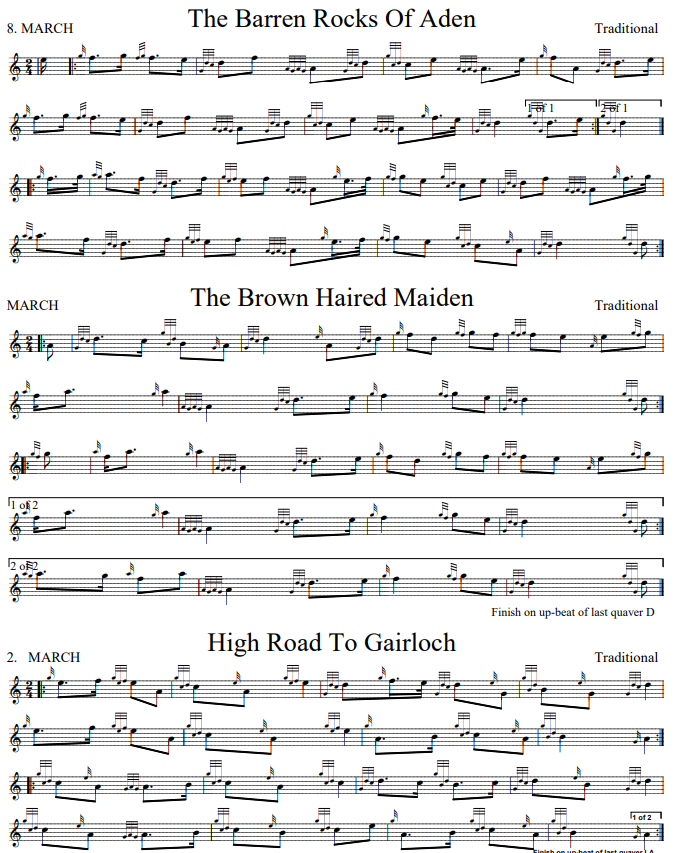 The Barren Rocks Of Aden
8. MARCH
Traditional
1 of 1
2 of 1
The Brown Haired Maiden
MARCH
Traditional
1 of 2
2 of 2
Finish on up-beat of last quaver D
High Road To Gairloch
2. MARCH
Traditional
1 of 2
Finish on up-beat of last quaver LA